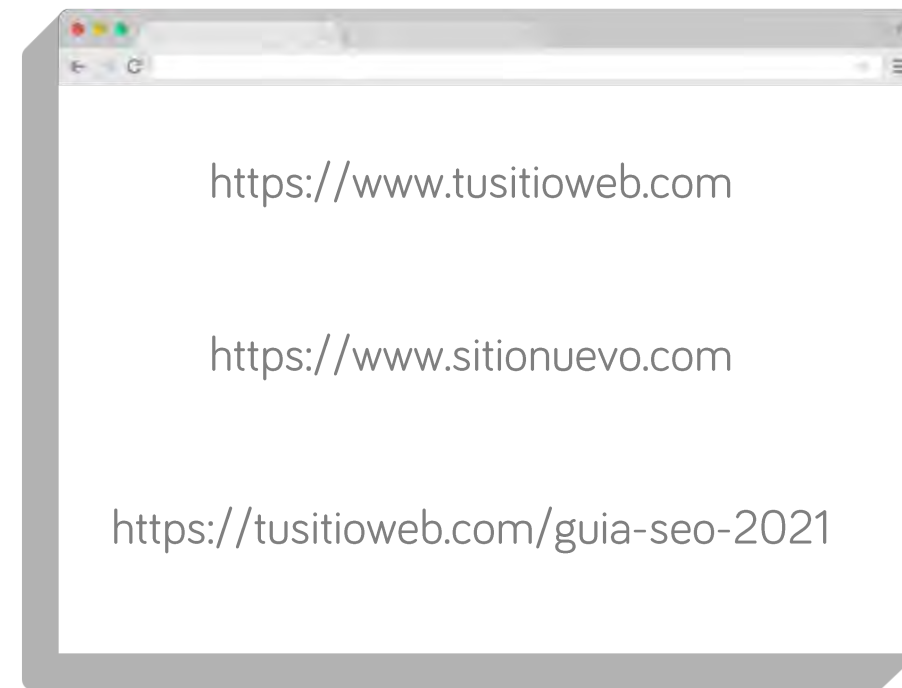 https://www.tusitioweb.com
https://www.sitionuevo.com
https://tusitioweb.com/guia-seo-2021